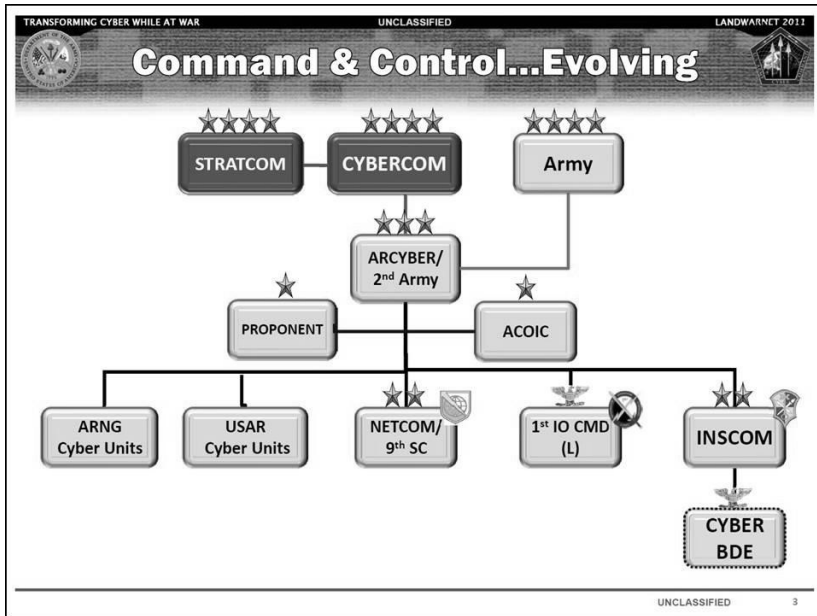 TRANSFORMING CYBER WHILE AT WAR
UNCLASSIFIED
LANDWARNET 2011
Command & Control...Evolving
STRATCOM
CYBERCOM
Army
ARCYBER/
2nd Army
PROPONENT
ACOIC
ARNG
Cyber Units
USAR
Cyber Units
NETCOM/
9th SC
1st IO CMD
(L)
INSCOM
CYBER
BDE
UNCLASSIFIED
3